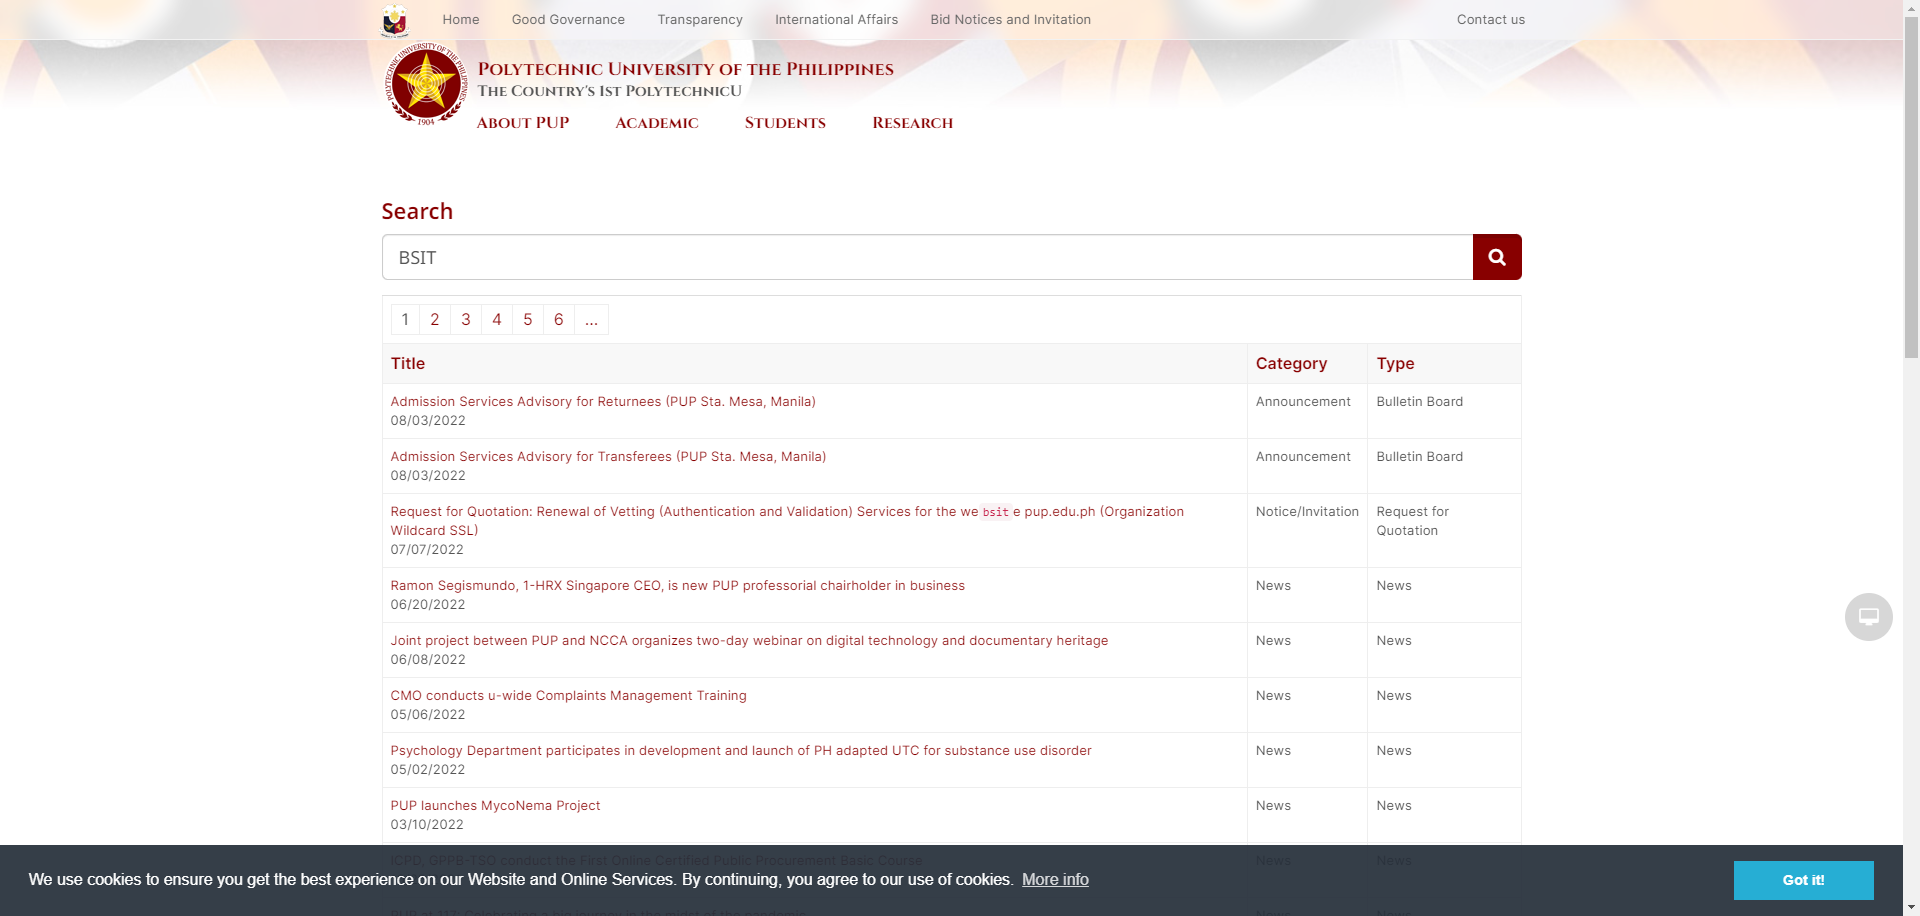 Home Good Governance Transparency International Affairs Bid Notices and Invitation Contact us
POLYTECHNIC UNIVERSITY OF THE PHILIPPINES
1904
Polytechnic University of the Philippines
The Country's 1st PolytechnicU
About PUP Academic Students Research
Search
BSIT
1 2 3 4 5 6 ...
Title Category Type
Admission Services Advisory for Returnees (PUP Sta. Mesa, Manila) Announcement Bulletin Board
08/03/2022
Admission Services Advisory for Transferees (PUP Sta. Mesa, Manila) Announcement Bulletin Board
08/03/2022
Request for Quotation: Renewal of Vetting (Authentication and Validation) Services for the we bsit e pup.edu.ph (Organization Notice/Invitation Request for
Wildcard SSL) Quotation
07/07/2022
Ramon Segismundo, 1-HRX Singapore CEO, is new PUP professorial chairholder in business News News
06/20/2022
Joint project between PUP and NCCA organizes two-day webinar on digital technology and documentary heritage News News
06/08/2022
CMO conducts u-wide Complaints Management Training News News
05/06/2022
Psychology Department participates in development and launch of PH adapted UTC for substance use disorder News News
05/02/2022
PUP launches MycoNema Project News News
03/10/2022
ICPD, GPPB-TSO conduct the First Online Certified Public Procurement Basic Course News News
We use cookies to ensure you get the best experience on our Website and Online Services. By continuing, you agree to our use of cookies. More info Got it!